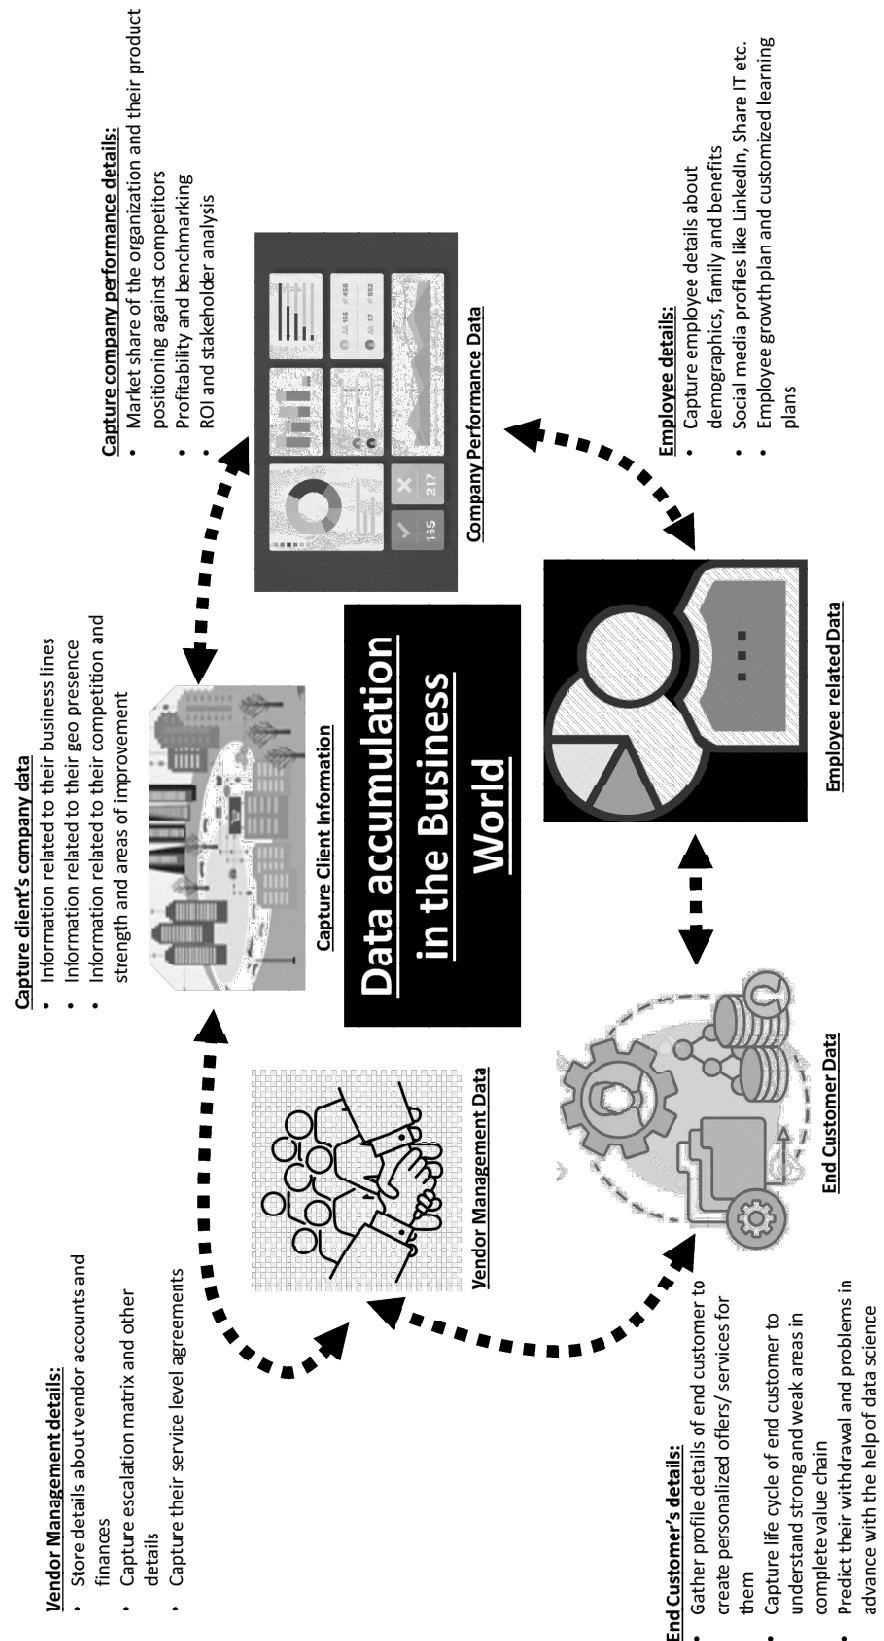 Capture client's company data
• Information related to their business lines
• Information related to their geo presence
• Information related to their competition and
strength and areas of improvement
Vendor Management details:
• Store details about vendor accounts and
finances
• Capture escalation matrix and other
details
• Capture their service level agreements
Capture company performance details:
• Market share of the organization and their product
positioning against competitors
• Profitability and benchmarking
• ROI and stakeholder analysis
Capture Client Information
Vendor Management Data
Data accumulation
in the Business
World
165
217
195
458
17
952
Company Performance Data
End Customer's details:
• Gather profile details of end customer to
create personalized offers/ services for
them
• Capture life cycle of end customer to
understand strong and weak areas in
complete value chain
• Predict their withdrawal and problems in
advance with the help of data science
End Customer Data
Employee related Data
Employee details:
• Capture employee details about
demographics, family and benefits
• Social media profiles like LinkedIn, Share IT etc.
• Employee growth plan and customized learning
plans